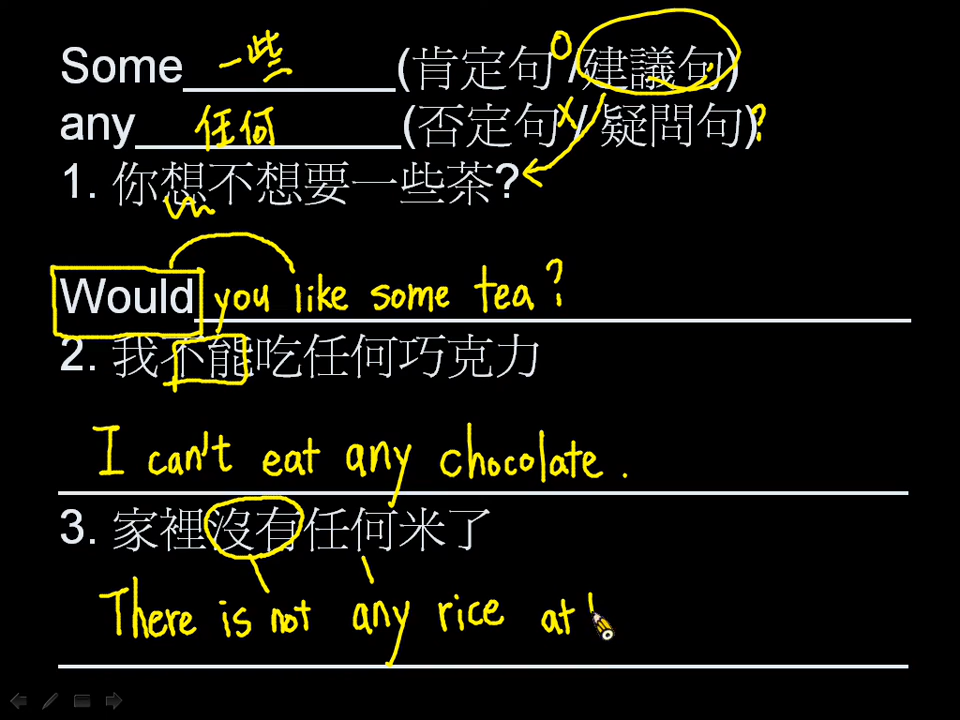 Some 一些 (肯定句 O /建議句)
any 任何 (否定句 X / 疑問句)?
1. 你想不想要一些茶?
Would you like some tea?
2. 我不能吃任何巧克力
I can't eat any chocolate.
3. 家裡沒有任何米了
There is not any rice at